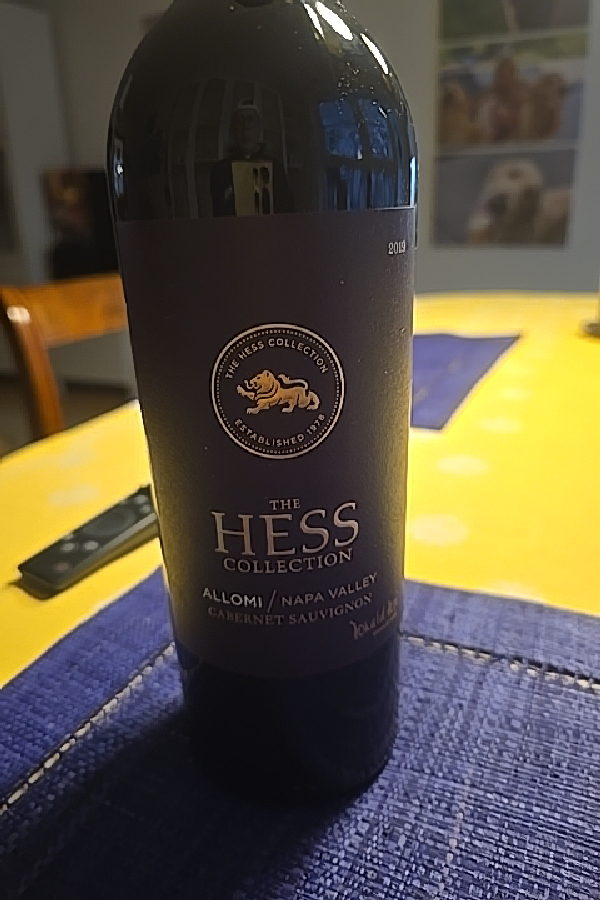 2019
THE HESS COLLECTION
ESTABLISHED 1978
THE
HESS
COLLECTION
ALLOMI / NAPA VALLEY
CABERNET SAUVIGNON